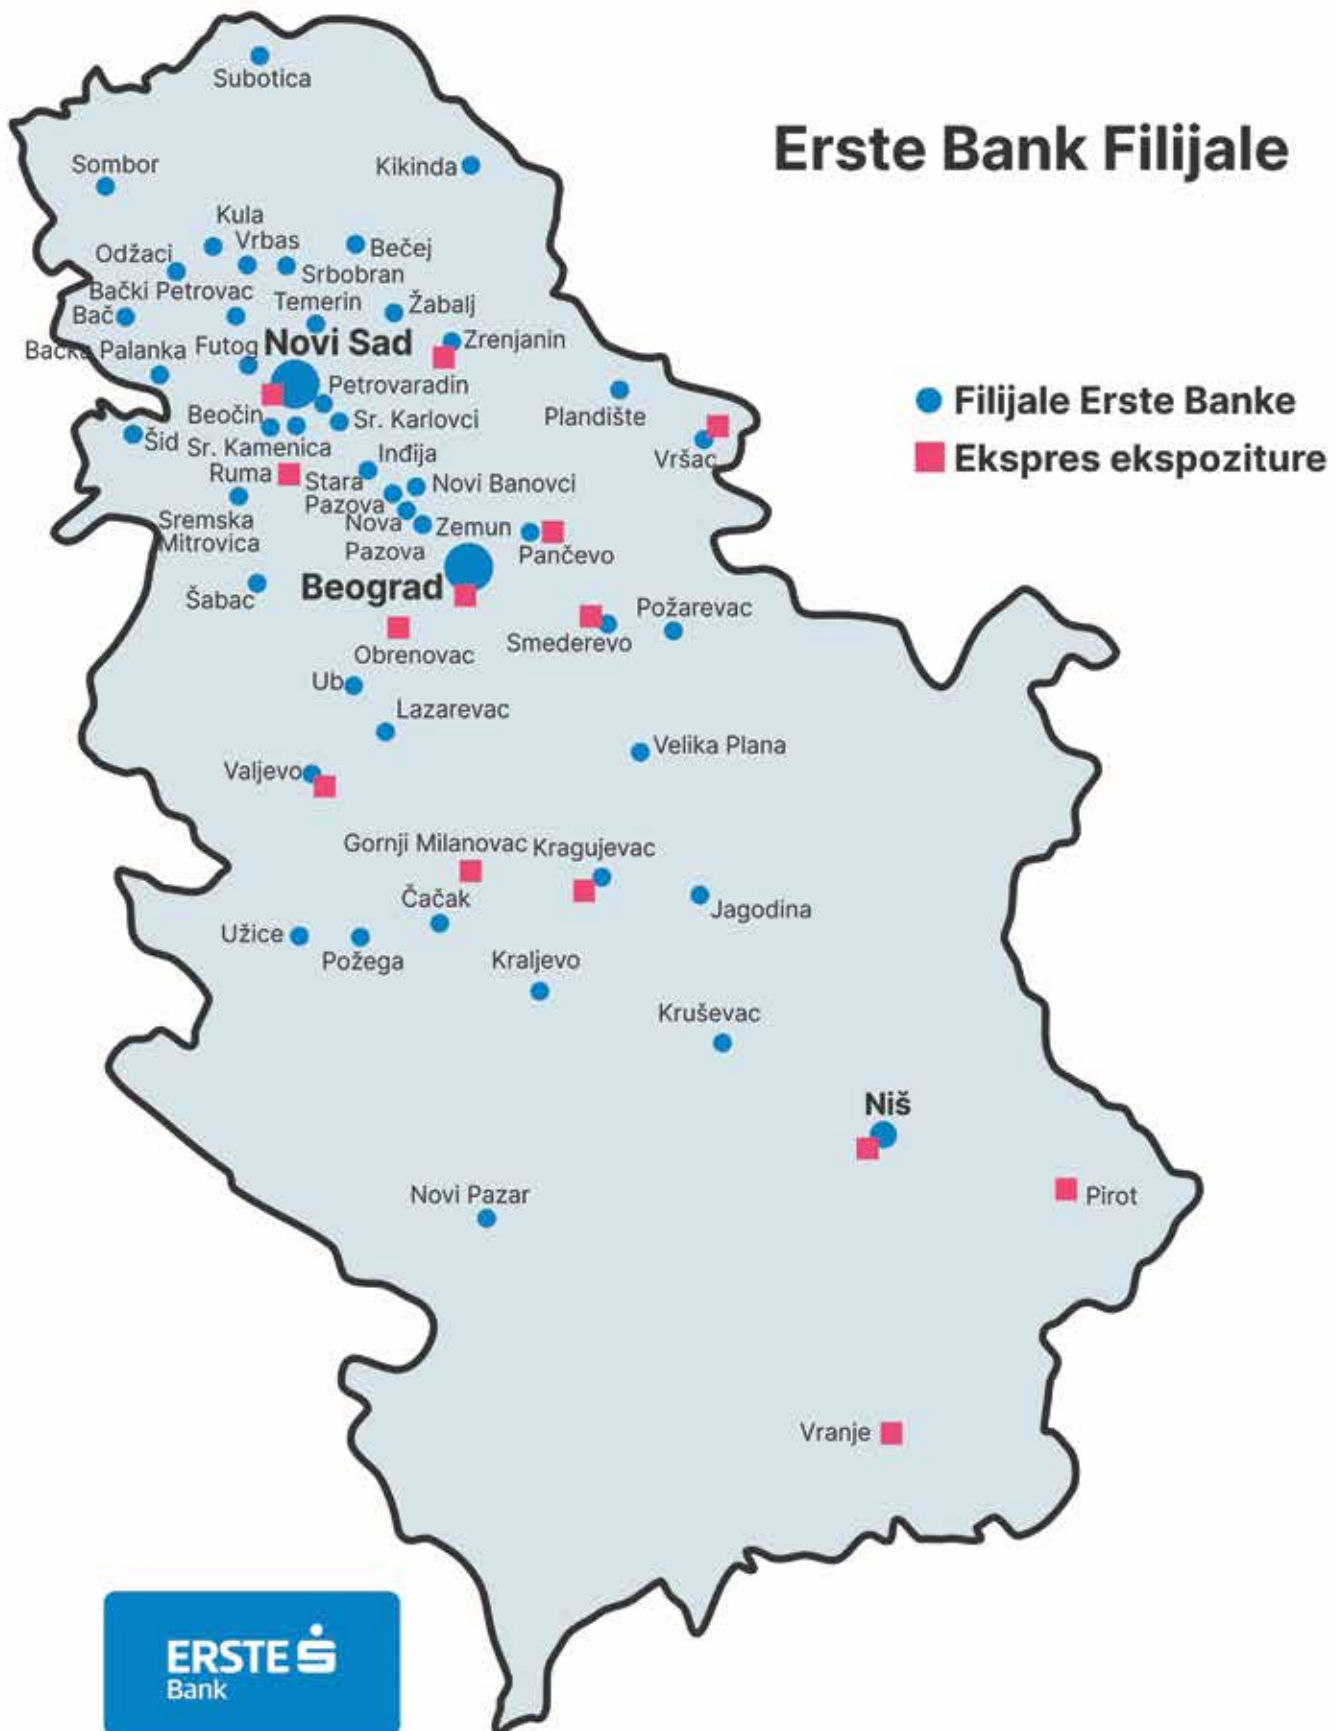 Subotica
Erste Bank Filijale
Sombor
Kikinda
Kula
Vrbas
Bečej
Odžaci
Srbobran
Bački Petrovac
Temerin
Žabalj
Bač
Novi Sad
Zrenjanin
Bačka Palanka
Futog
Petrovaradin
Filijale Erste Banke
Beočin
Sr. Karlovci
Plandište
Šid
Sr. Kamenica
Inđija
Vršac
Ekspres ekspoziture
Ruma
Stara
Pazova
Novi Banovci
Sremska
Mitrovica
Nova
Pazova
Zemun
Pančevo
Šabac
Beograd
Požarevac
Obrenovac
Smederevo
Ub
Lazarevac
Velika Plana
Valjevo
Gornji Milanovac
Kragujevac
Čačak
Jagodina
Užice
Požega
Kraljevo
Kruševac
Niš
Novi Pazar
Pirot
Vranje
ERSTE
Bank